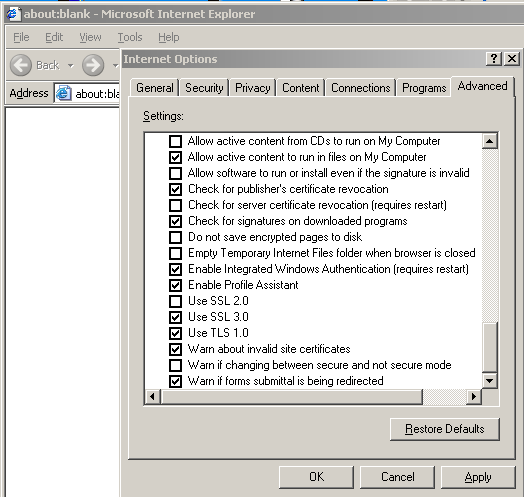 about:blank - Microsoft Internet Explorer
File Edit View Tools Help
Back
Address about:bla
Internet Options
General Security Privacy Content Connections Programs Advanced
Settings:
Allow active content from CDs to run on My Computer
Allow active content to run in files on My Computer
Allow software to run or install even if the signature is invalid
Check for publisher's certificate revocation
Check for server certificate revocation (requires restart)
Check for signatures on downloaded programs
Do not save encrypted pages to disk
Empty Temporary Internet Files folder when browser is closed
Enable Integrated Windows Authentication (requires restart)
Enable Profile Assistant
Use SSL 2.0
Use SSL 3.0
Use TLS 1.0
Warn about invalid site certificates
Warn if changing between secure and not secure mode
Warn if forms submittal is being redirected
Restore Defaults
OK Cancel Apply